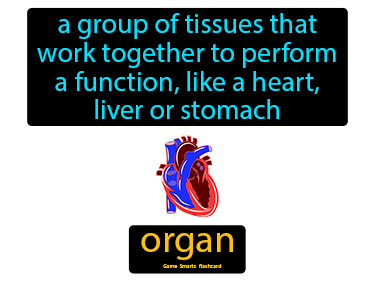 a group of tissues that
work together to perform
a function, like a heart,
liver or stomach
organ
Game Smartz Flashcard